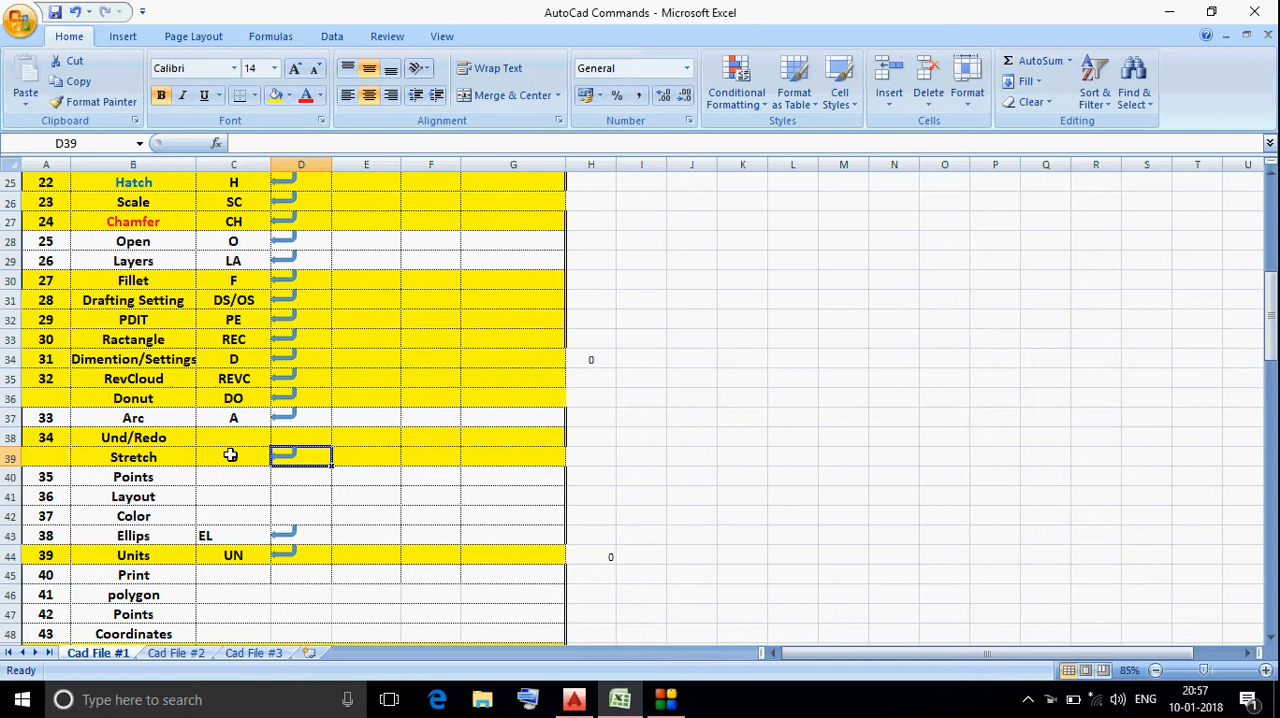 AutoCad Commands - Microsoft Excel
Home Insert Page Layout Formulas Data Review View
Paste Cut Copy Format Painter
Calibri 14 Wrap Text General
B I U Merge & Center % ,
Conditional Formatting Format as Table Cell Styles Insert Delete Format
AutoSum Fill Clear Sort & Filter Find & Select
Clipboard Font Alignment Number Styles Cells Editing
D39 fx
A B C D E F G H I J K L M N O P Q R S T U
25 22 Hatch H
26 23 Scale SC
27 24 Chamfer CH
28 25 Open O
29 26 Layers LA
30 27 Fillet F
31 28 Drafting Setting DS/OS
32 29 PDIT PE
33 30 Ractangle REC
34 31 Dimention/Settings D 0
35 32 RevCloud REVC
36 Donut DO
37 33 Arc A
38 34 Und/Redo
39 Stretch
40 35 Points
41 36 Layout
42 37 Color
43 38 Ellips EL
44 39 Units UN 0
45 40 Print
46 41 polygon
47 42 Points
48 43 Coordinates
Cad File #1 Cad File #2 Cad File #3
Ready 85%
Type here to search
ENG 20:57
10-01-2018 1